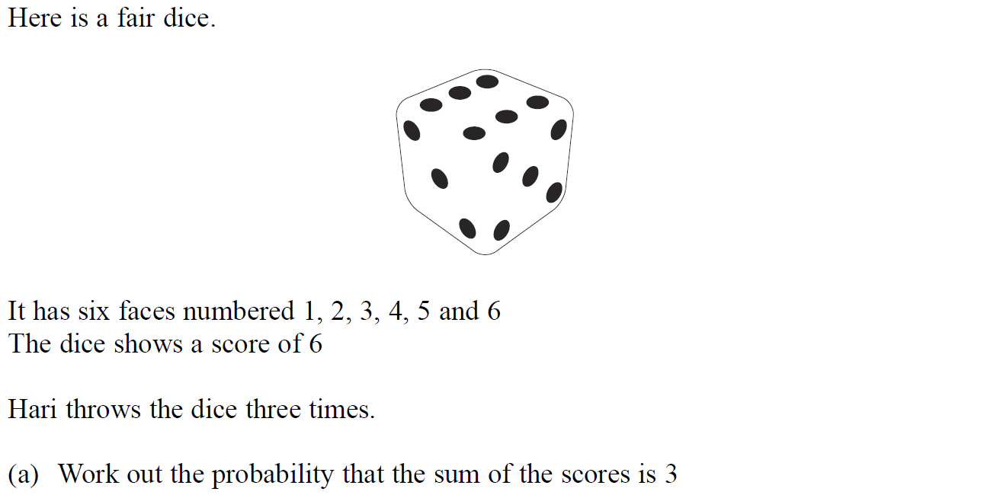 Here is a fair dice.
It has six faces numbered 1, 2, 3, 4, 5 and 6
The dice shows a score of 6
Hari throws the dice three times.
(a) Work out the probability that the sum of the scores is 3